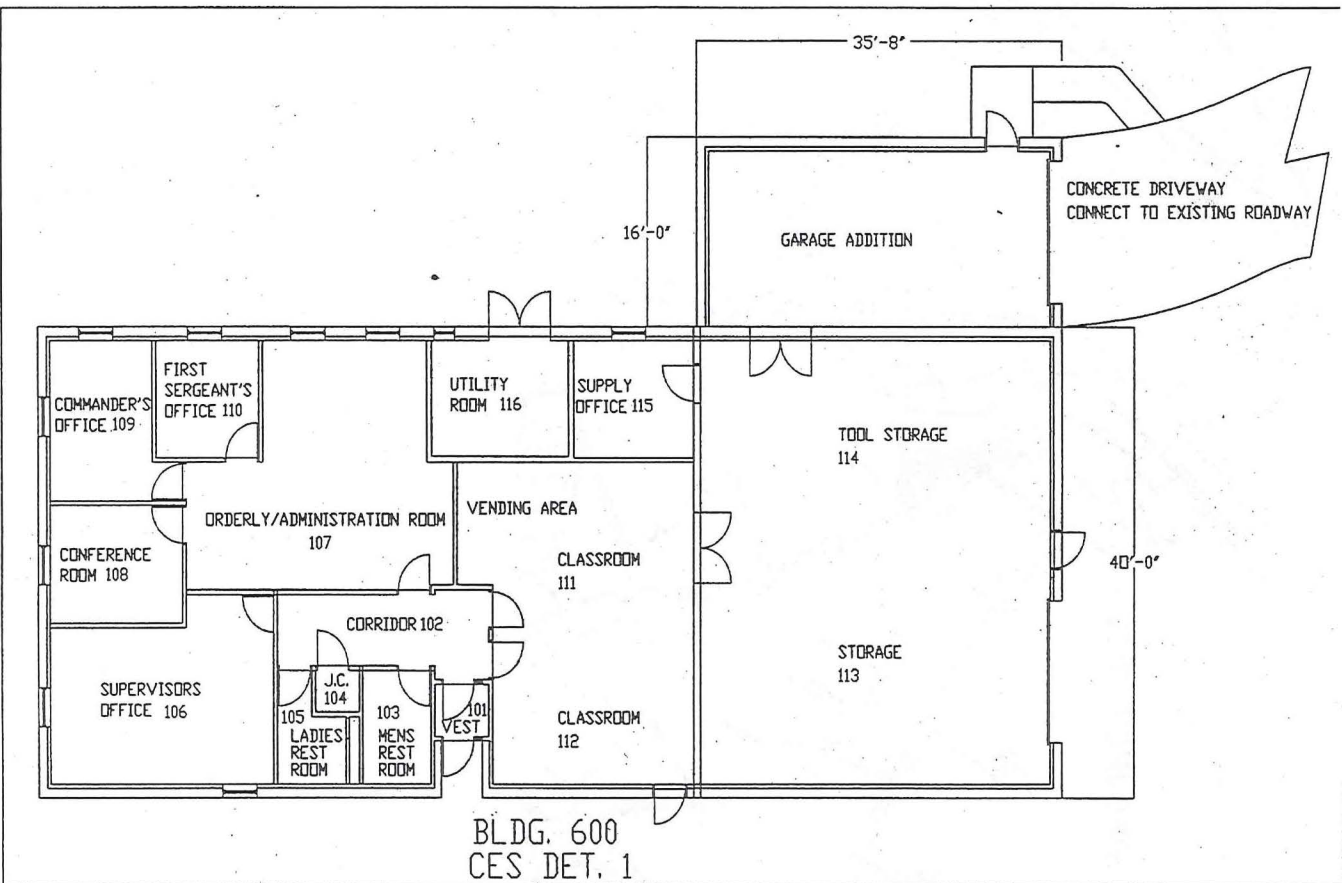 35'-8"
CONCRETE DRIVEWAY
CONNECT TO EXISTING ROADWAY
16'-0"
GARAGE ADDITION
FIRST
SERGEANT'S
OFFICE 110
COMMANDER'S
OFFICE 109
UTILITY
ROOM 116
SUPPLY
OFFICE 115
TOOL STORAGE
114
ORDERLY/ADMINISTRATION ROOM
107
VENDING AREA
CONFERENCE
ROOM 108
CLASSROOM
111
40'-0"
CORRIDOR 102
STORAGE
113
SUPERVISORS
OFFICE 106
J.C.
104
105
LADIES
REST
ROOM
103
MENS
REST
ROOM
101
VEST
CLASSROOM
112
BLDG. 600
CES DET. 1